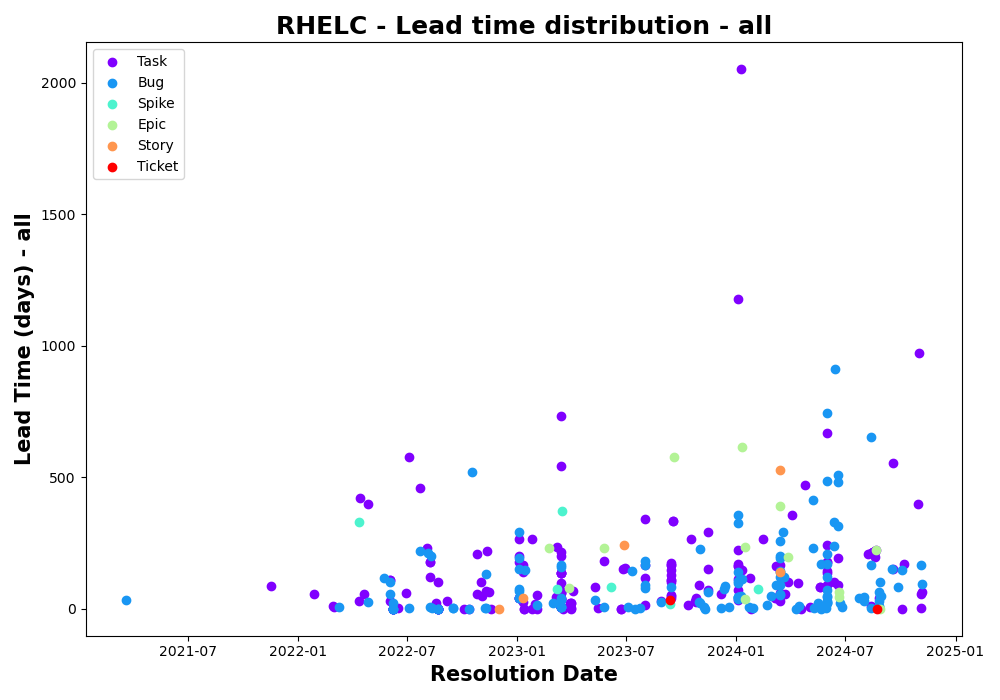 RHELC - Lead time distribution - all
Task
Bug
Spike
Epic
Story
Ticket
Lead Time (days) - all
2000
1500
1000
500
0
2021-07
2022-01
2022-07
2023-01
2023-07
2024-01
2024-07
2025-01
Resolution Date